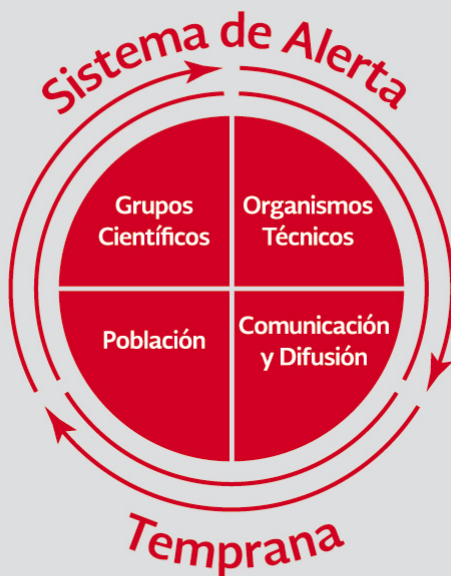 Sistema de Alerta
Grupos
Científicos
Organismos
Técnicos
Población
Comunicación
y Difusión
Temprana